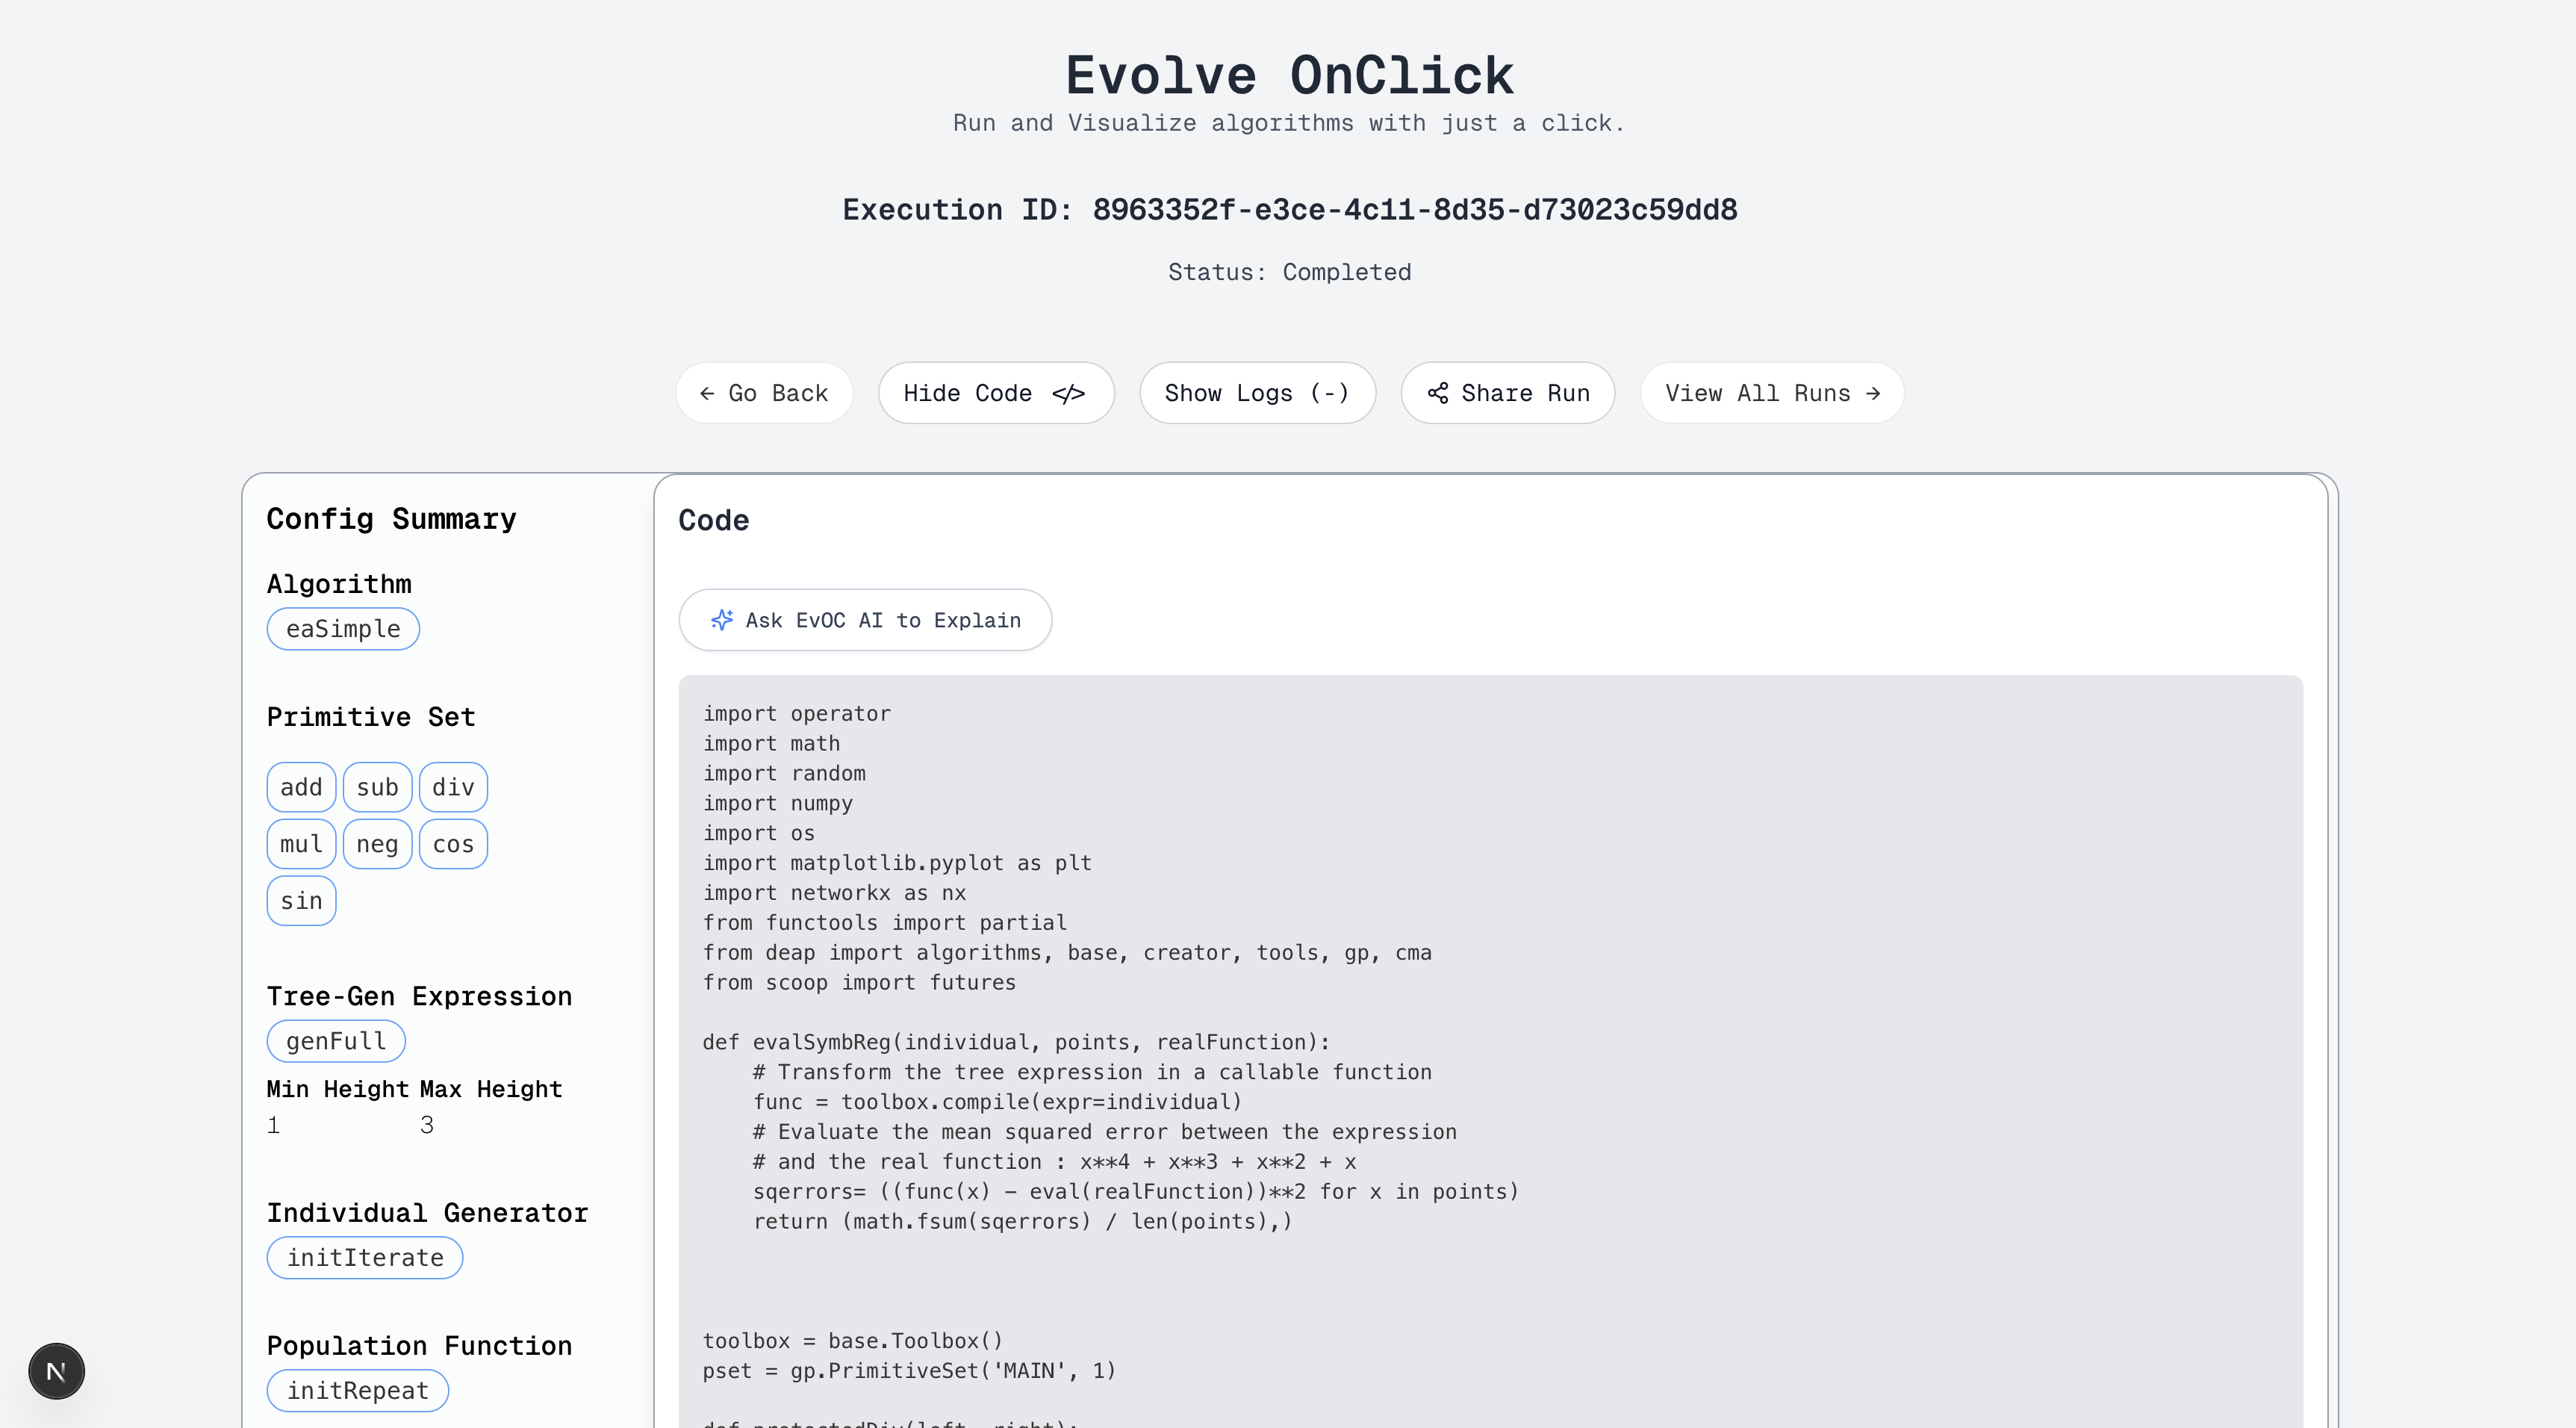 Evolve OnClick
Run and Visualize algorithms with just a click.
Execution ID: 8963352f-e3ce-4c11-8d35-d73023c59dd8
Status: Completed
← Go Back
Hide Code </>
Show Logs (-)
Share Run
View All Runs →
Config Summary
Algorithm
eaSimple
Primitive Set
add sub div
mul neg cos
sin
Tree-Gen Expression
genFull
Min Height Max Height
1 3
Individual Generator
initIterate
Population Function
initRepeat
Code
Ask EvOC AI to Explain
import operator
import math
import random
import numpy
import os
import matplotlib.pyplot as plt
import networkx as nx
from functools import partial
from deap import algorithms, base, creator, tools, gp, cma
from scoop import futures
def evalSymbReg(individual, points, realFunction):
    # Transform the tree expression in a callable function
    func = toolbox.compile(expr=individual)
    # Evaluate the mean squared error between the expression
    # and the real function : x**4 + x**3 + x**2 + x
    sqerrors= ((func(x) - eval(realFunction))**2 for x in points)
    return (math.fsum(sqerrors) / len(points),)
toolbox = base.Toolbox()
pset = gp.PrimitiveSet('MAIN', 1)
def protectedDiv(left, right):
N